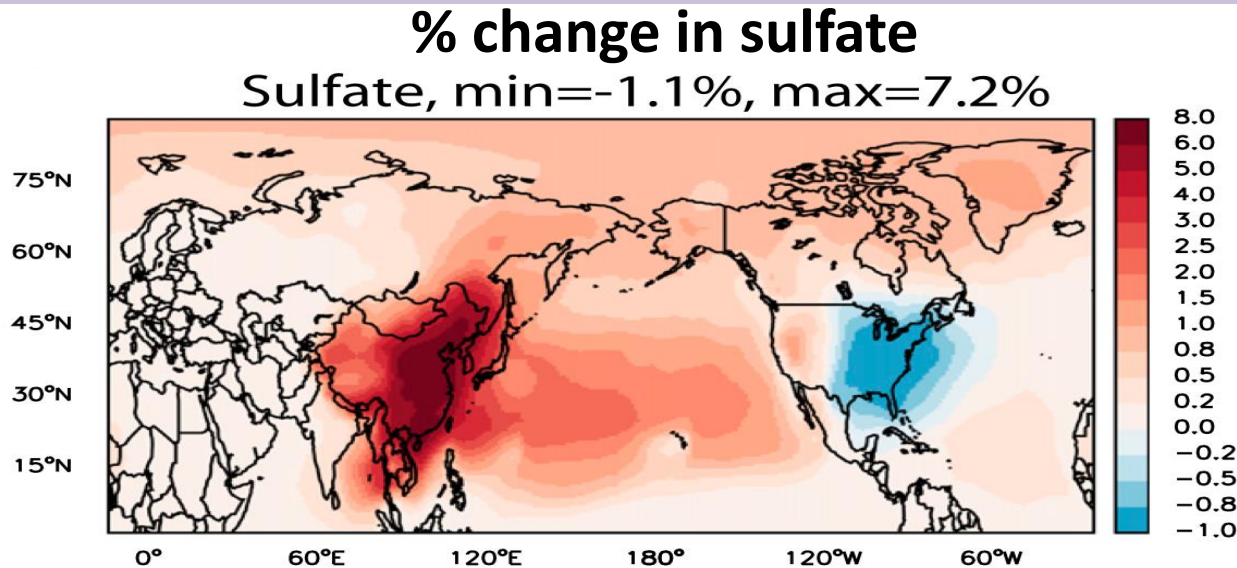 % change in sulfate
Sulfate, min=-1.1%, max=7.2%
75°N
60°N
45°N
30°N
15°N
0°
60°E
120°E
180°
120°W
60°W
8.0
6.0
5.0
4.0
3.0
2.5
2.0
1.5
1.0
0.8
0.5
0.2
0.0
−0.2
−0.5
−0.8
−1.0